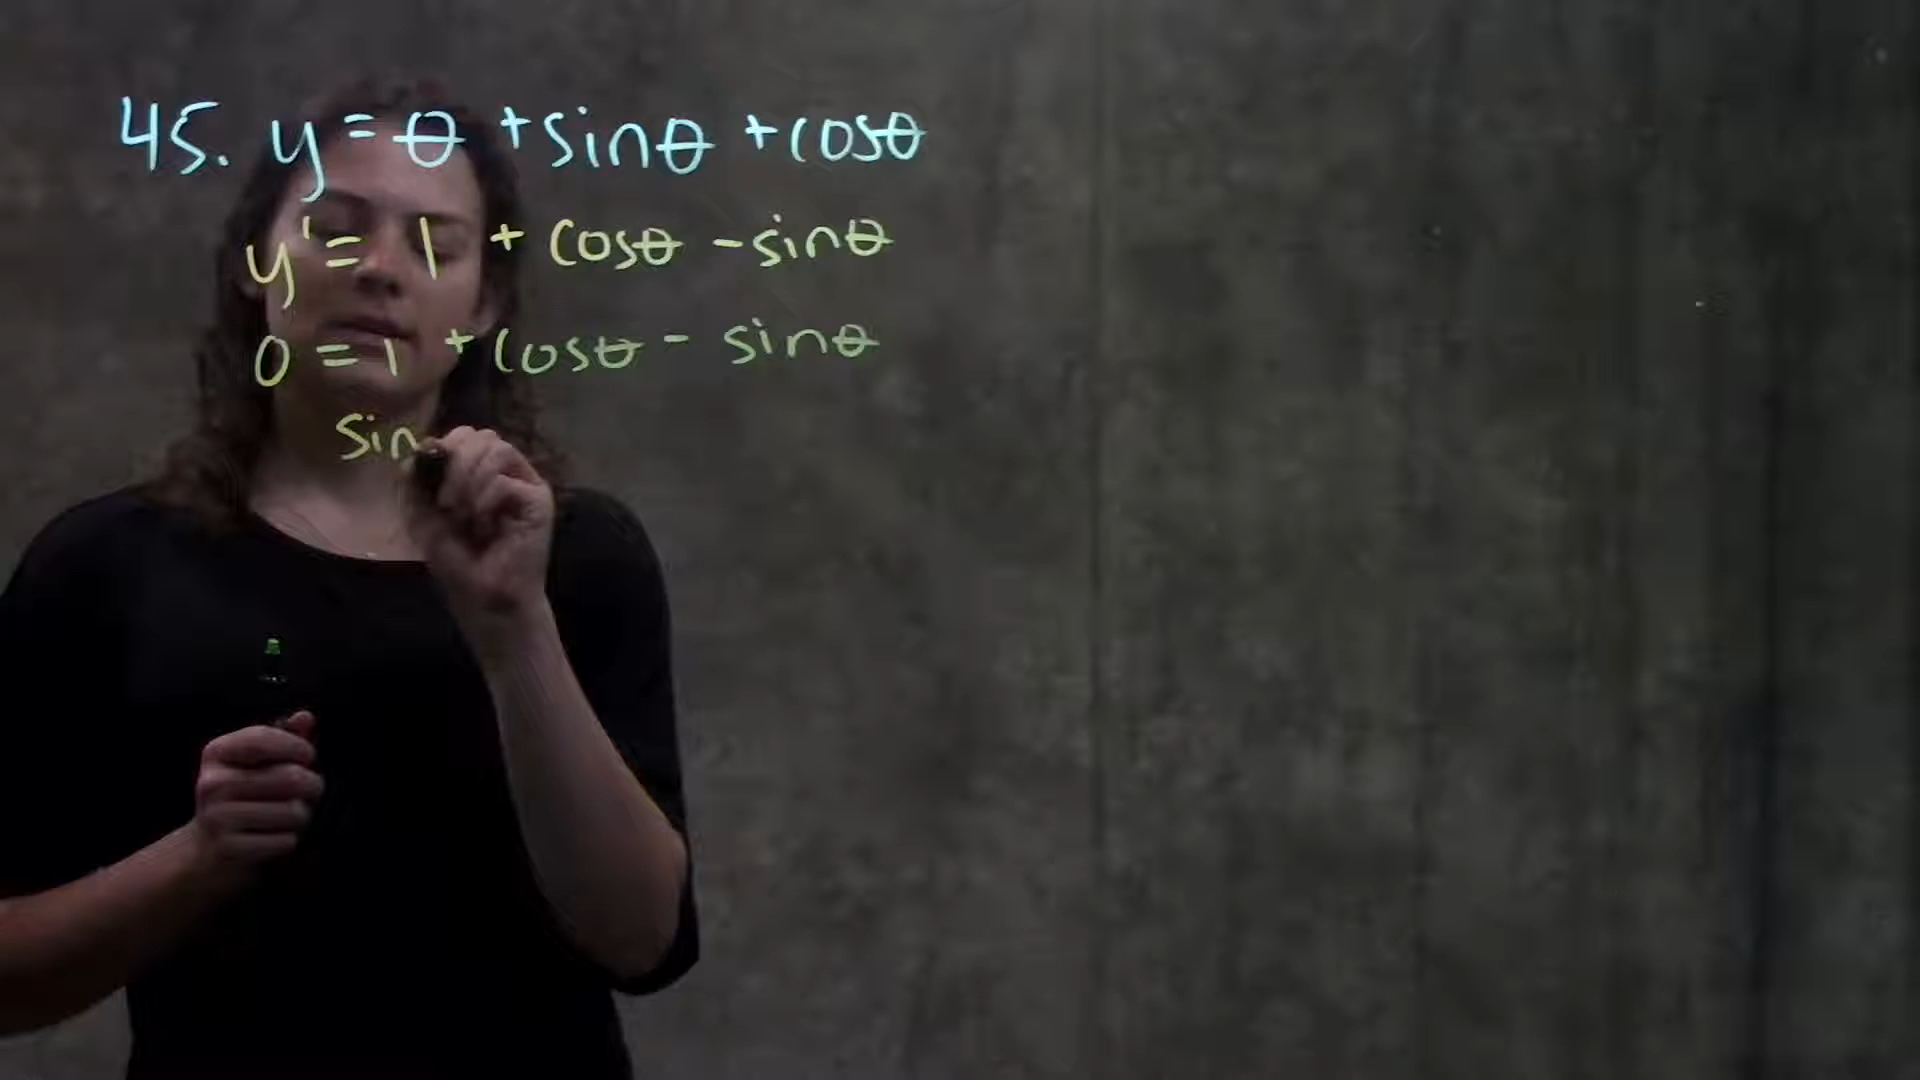 45. y = θ + sinθ + cosθ
y' = 1 + cosθ - sinθ
0 = 1 + cosθ - sinθ
sin